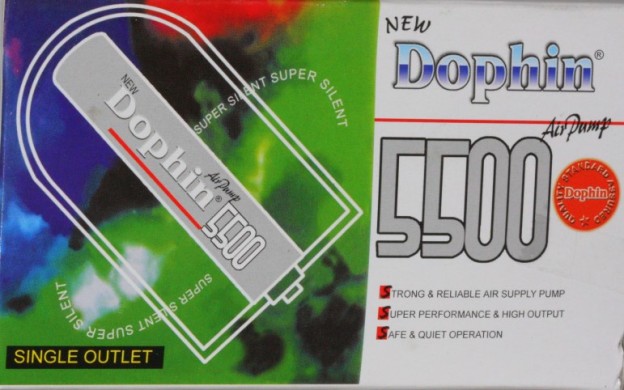 NEW
Dophin®
Air Pump
5500
Dophin
STRONG & RELIABLE AIR SUPPLY PUMP
SUPER PERFORMANCE & HIGH OUTPUT
SAFE & QUIET OPERATION
NEW
Dophin®
Air Pump
5500
SUPER SILENT SUPER SILENT
SUPER SILENT SUPER SILENT
SINGLE OUTLET